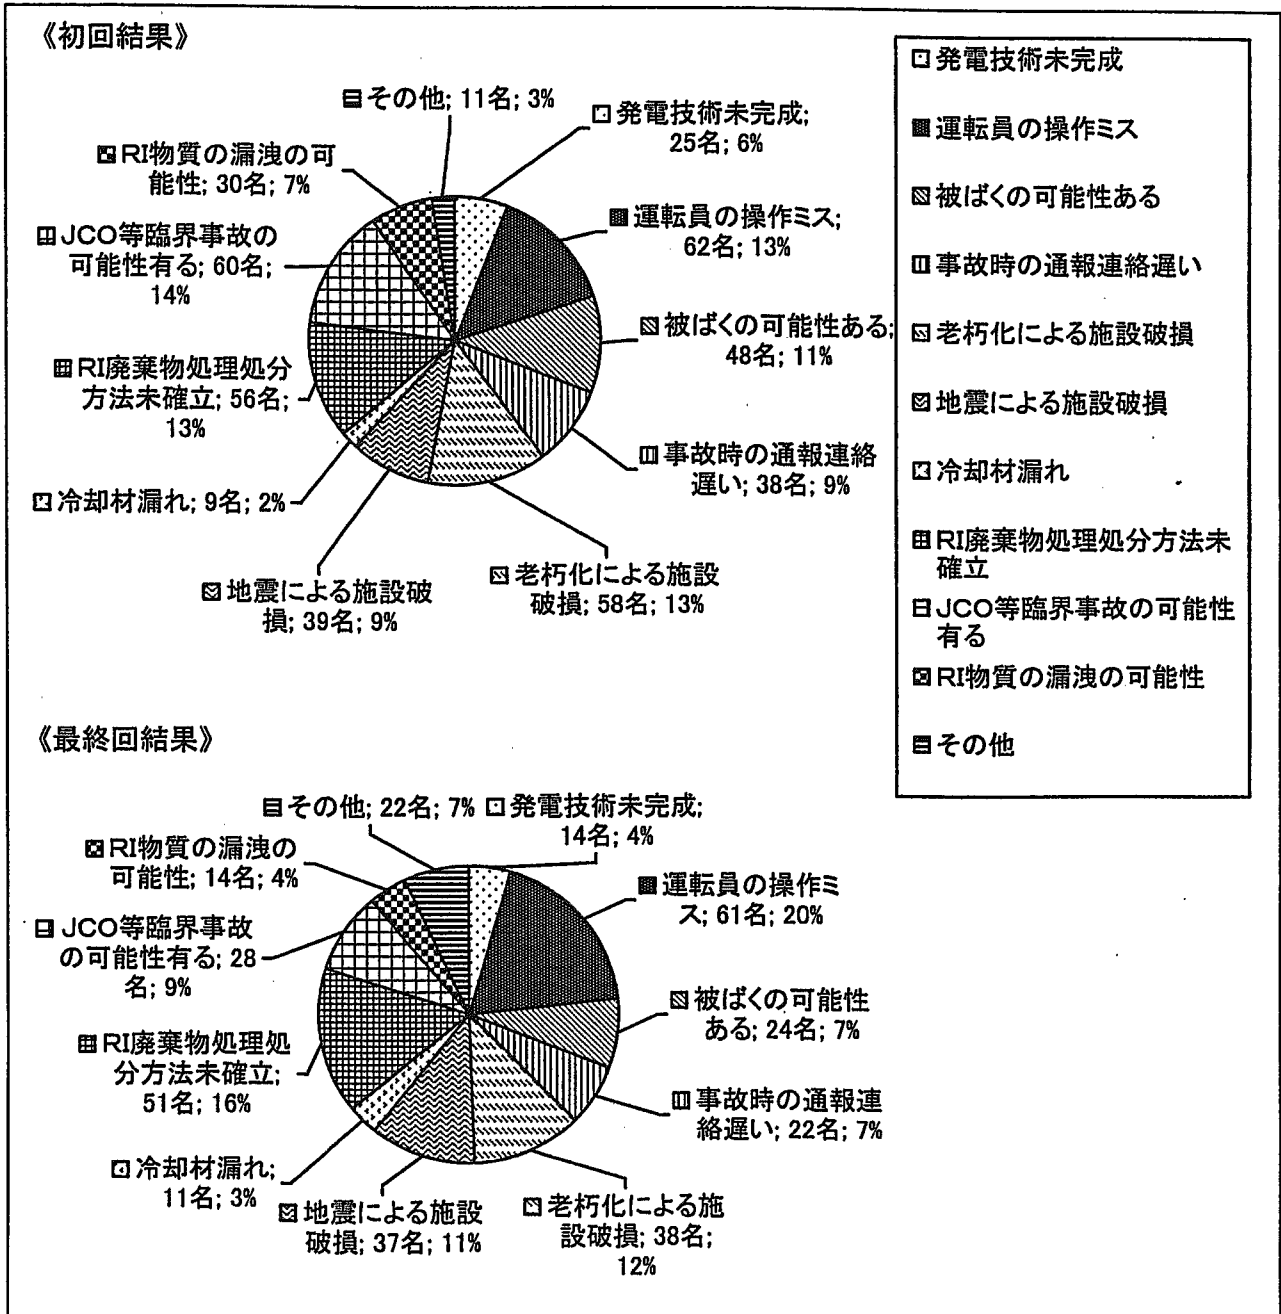 《初回結果》
その他; 11名; 3%
発電技術未完成;
25名; 6%
RI物質の漏洩の可
能性; 30名; 7%
運転員の操作ミス;
62名; 13%
JCO等臨界事故の
可能性有る; 60名;
14%
被ばくの可能性ある;
48名; 11%
RI廃棄物処理処分
方法未確立; 56名;
13%
事故時の通報連絡
遅い; 38名; 9%
冷却材漏れ; 9名; 2%
老朽化による施設
破損; 58名; 13%
地震による施設破
損; 39名; 9%
発電技術未完成
運転員の操作ミス
被ばくの可能性ある
事故時の通報連絡遅い
老朽化による施設破損
地震による施設破損
冷却材漏れ
RI廃棄物処理処分方法未
確立
JCO等臨界事故の可能性
有る
RI物質の漏洩の可能性
その他
《最終回結果》
その他; 22名; 7%
発電技術未完成;
14名; 4%
RI物質の漏洩の
可能性; 14名; 4%
運転員の操作ミ
ス; 61名; 20%
JCO等臨界事故
の可能性有る; 28
名; 9%
被ばくの可能性
ある; 24名; 7%
RI廃棄物処理処
分方法未確立;
51名; 16%
事故時の通報連
絡遅い; 22名; 7%
冷却材漏れ;
11名; 3%
地震による施設
破損; 37名; 11%
老朽化による施
設破損; 38名;
12%